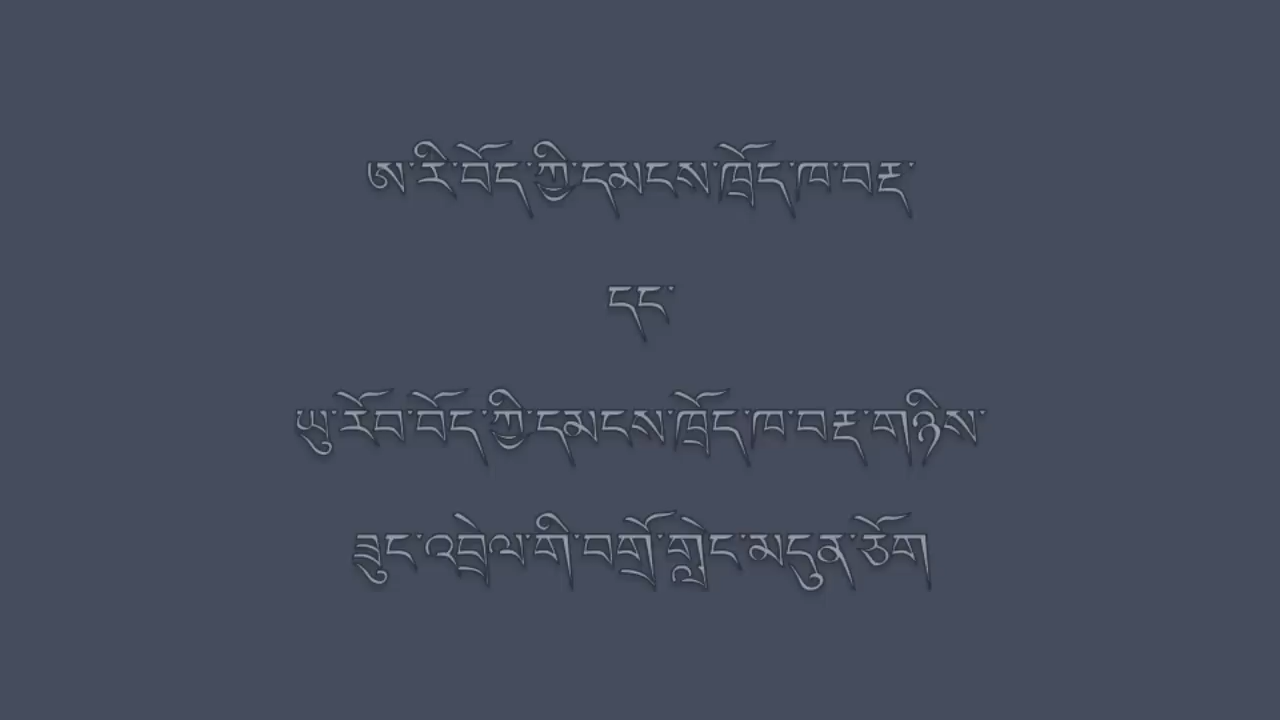 ཨ་རི་བོད་ཀྱི་དམངས་ཁྲོད་ཁ་བརྡ་
དང་
ཡུ་རོབ་བོད་ཀྱི་དམངས་ཁྲོད་ཁ་བརྡ་གཉིས་
ཟུང་འབྲེལ་གི་བགྲོ་གླེང་མདུན་ཅོག